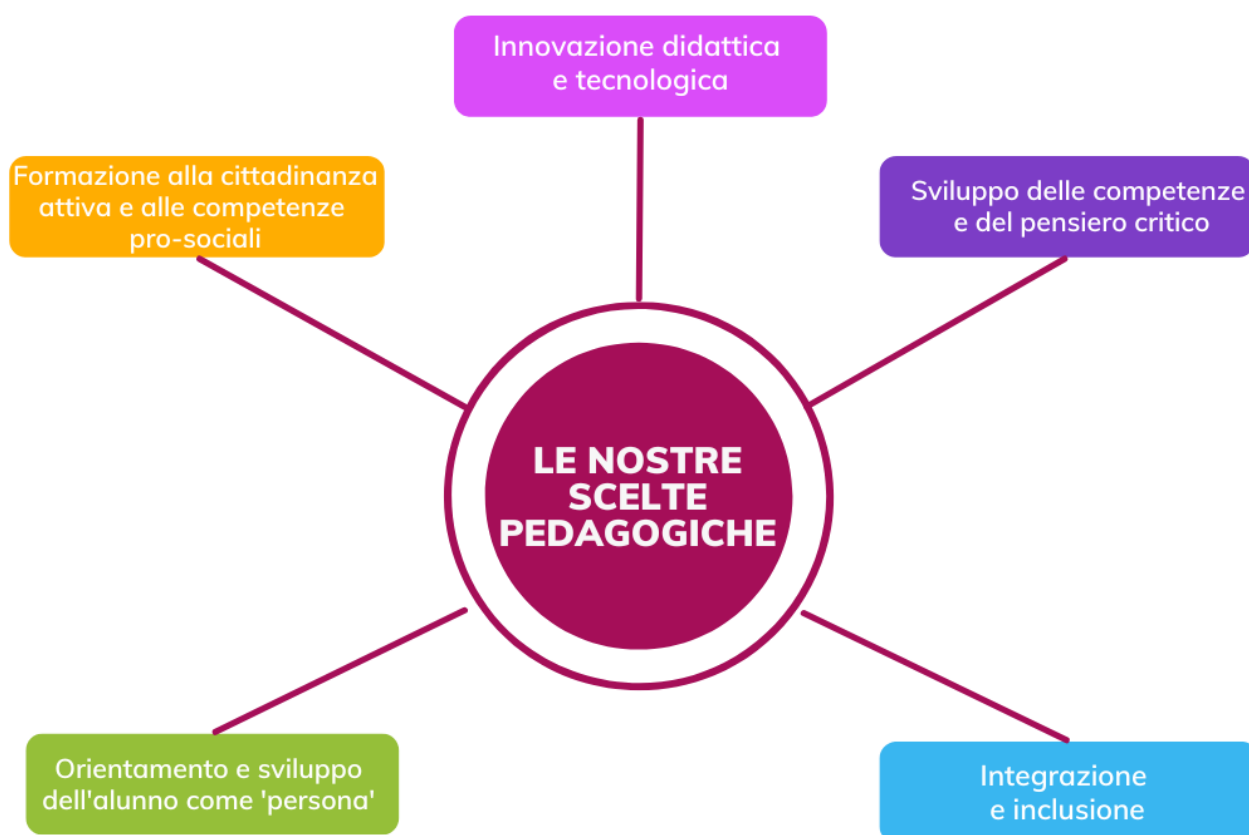 Innovazione didattica
e tecnologica
Formazione alla cittadinanza
attiva e alle competenze
pro-sociali
Sviluppo delle competenze
e del pensiero critico
LE NOSTRE
SCELTE
PEDAGOGICHE
Orientamento e sviluppo
dell'alunno come 'persona'
Integrazione
e inclusione